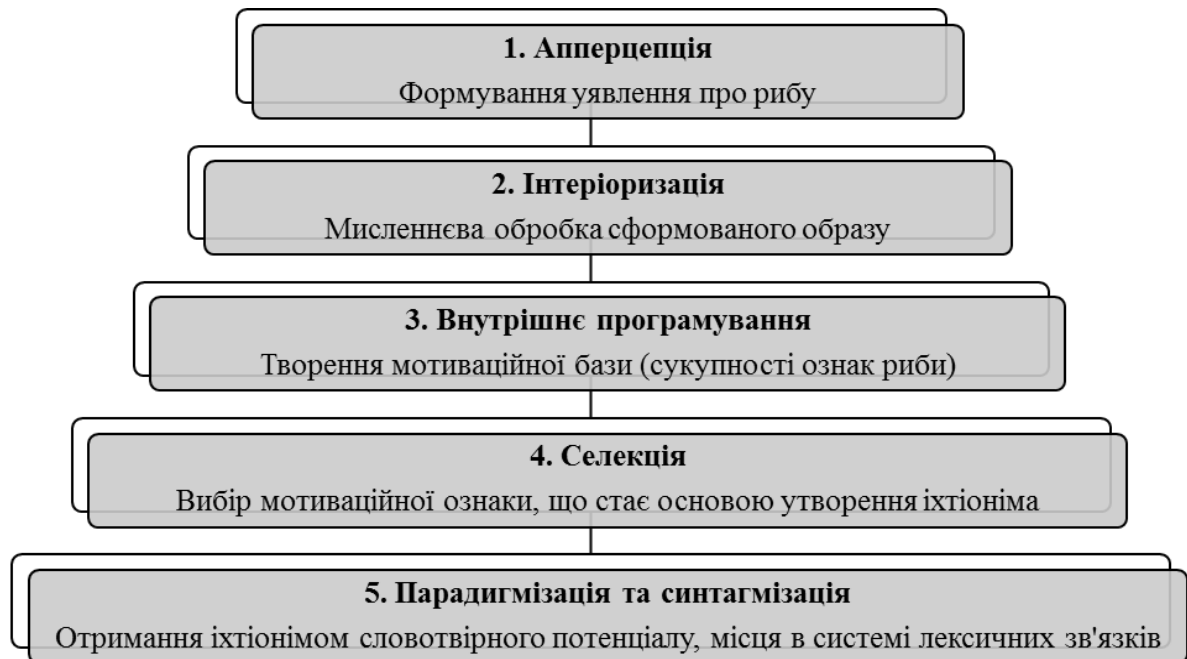 1. Апперцепція
Формування уявлення про рибу
2. Інтеріоризація
Мисленнєва обробка сформованого образу
3. Внутрішнє програмування
Творення мотиваційної бази (сукупності ознак риби)
4. Селекція
Вибір мотиваційної ознаки, що стає основою утворення іхтіоніма
5. Парадигмізація та синтагмізація
Отримання іхтіонімом словотвірного потенціалу, місця в системі лексичних зв'язків